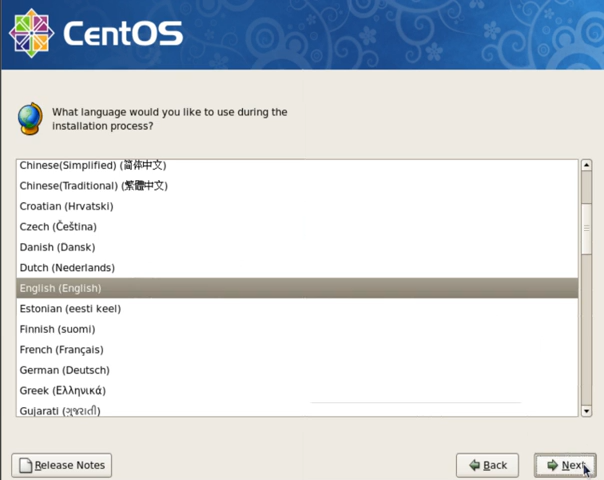 CentOS
What language would you like to use during the
installation process?
Chinese(Simplified) (简体中文)
Chinese(Traditional) (繁體中文)
Croatian (Hrvatski)
Czech (Čeština)
Danish (Dansk)
Dutch (Nederlands)
English (English)
Estonian (eesti keel)
Finnish (suomi)
French (Français)
German (Deutsch)
Greek (Ελληνικά)
Gujarati (ગુજરાતી)
Release Notes
Back
Next